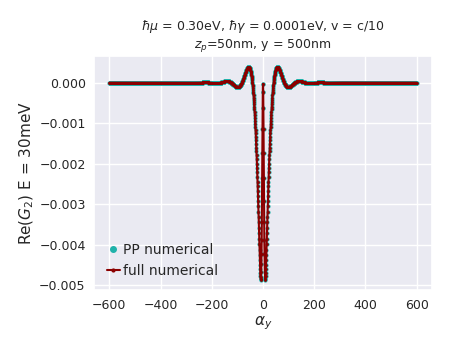 ℏμ = 0.30eV, ℏγ = 0.0001eV, v = c/10
z_p=50nm, y = 500nm
Re(G₂) E = 30meV
0.000
−0.001
−0.002
−0.003
−0.004
−0.005
PP numerical
full numerical
−600 −400 −200 0 200 400 600
α_y